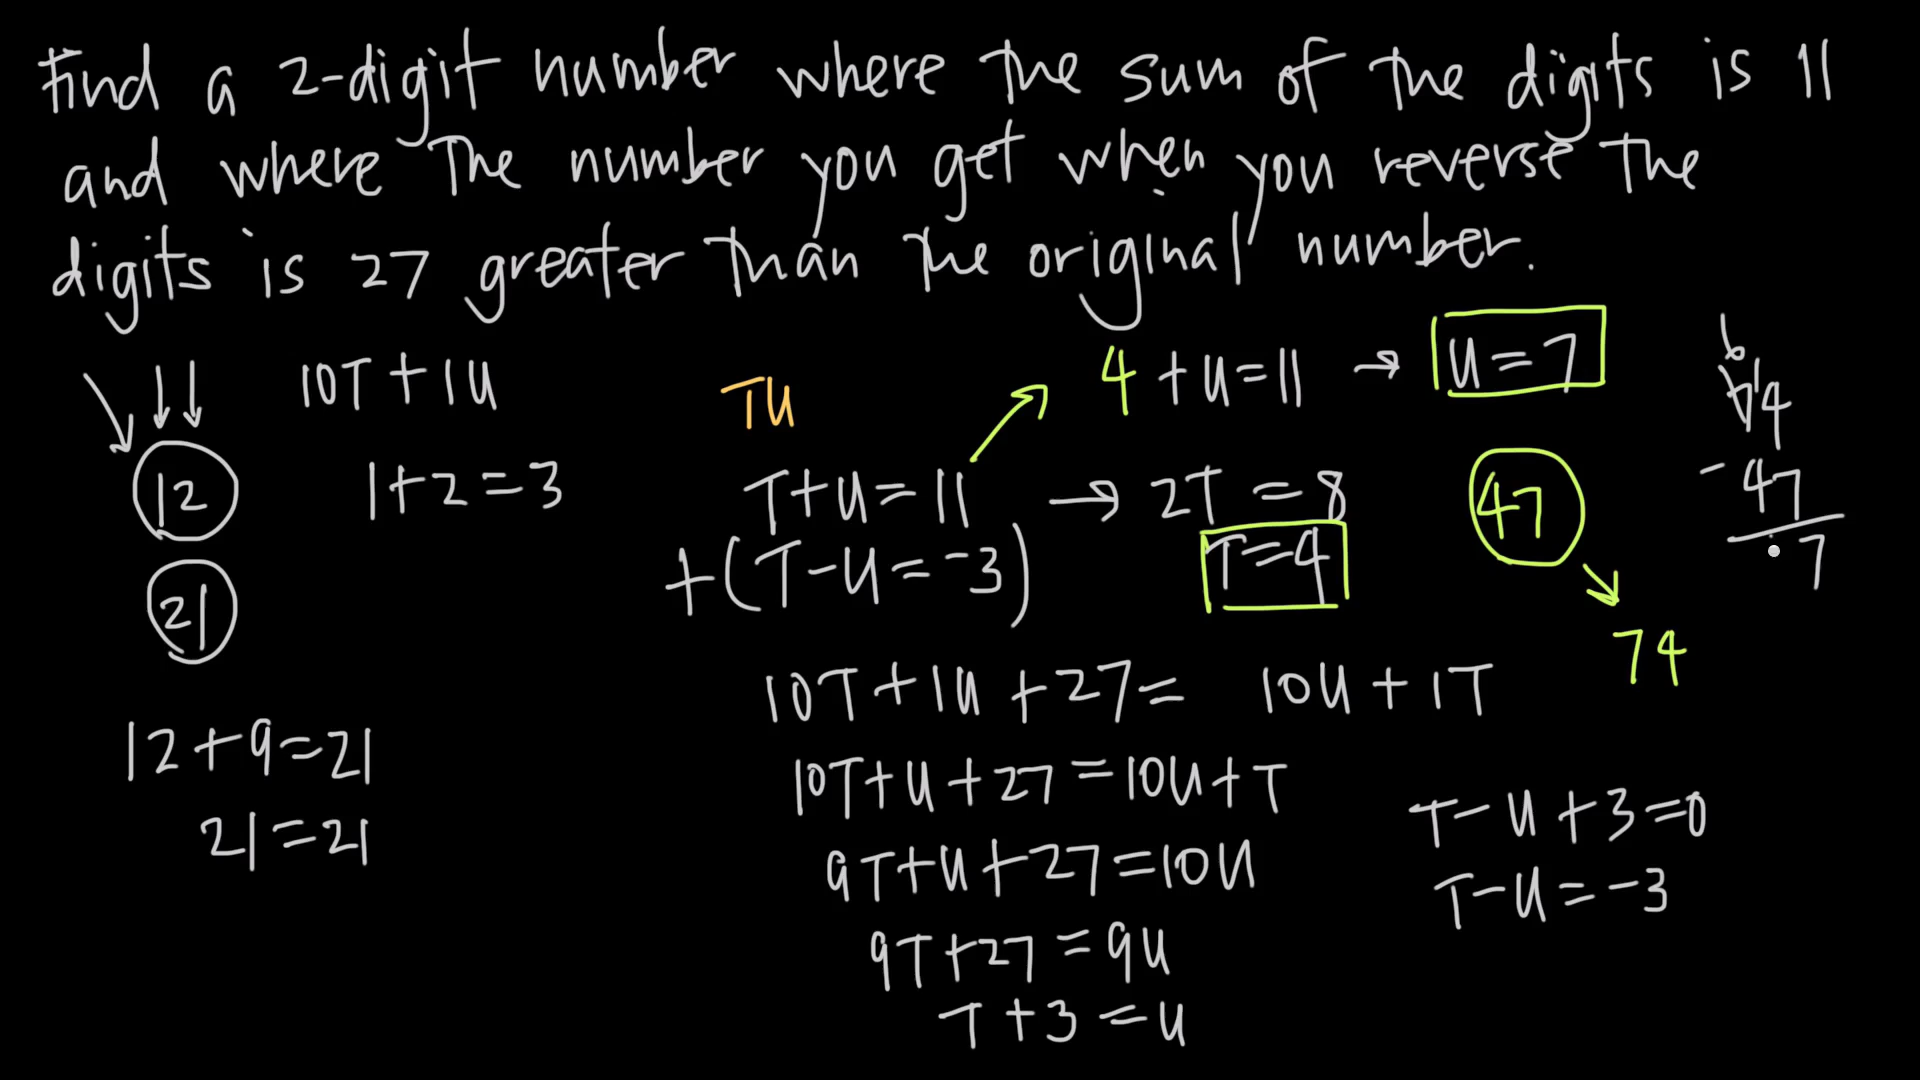 Find a 2-digit number where the sum of the digits is 11
and where the number you get when you reverse the
digits is 27 greater than the original number.
10T+1U
12
1+2=3
21
12+9=21
21=21
TU
T+U=11
+(T-U=-3)
4+U=11 → U=7
→ 2T=8
T=4
47
74
6
1
74
-47
7
10T+1U+27= 10U+1T
10T+U+27=10U+T
9T+U+27=10U
9T+27=9U
T+3=U
T-U+3=0
T-U=-3